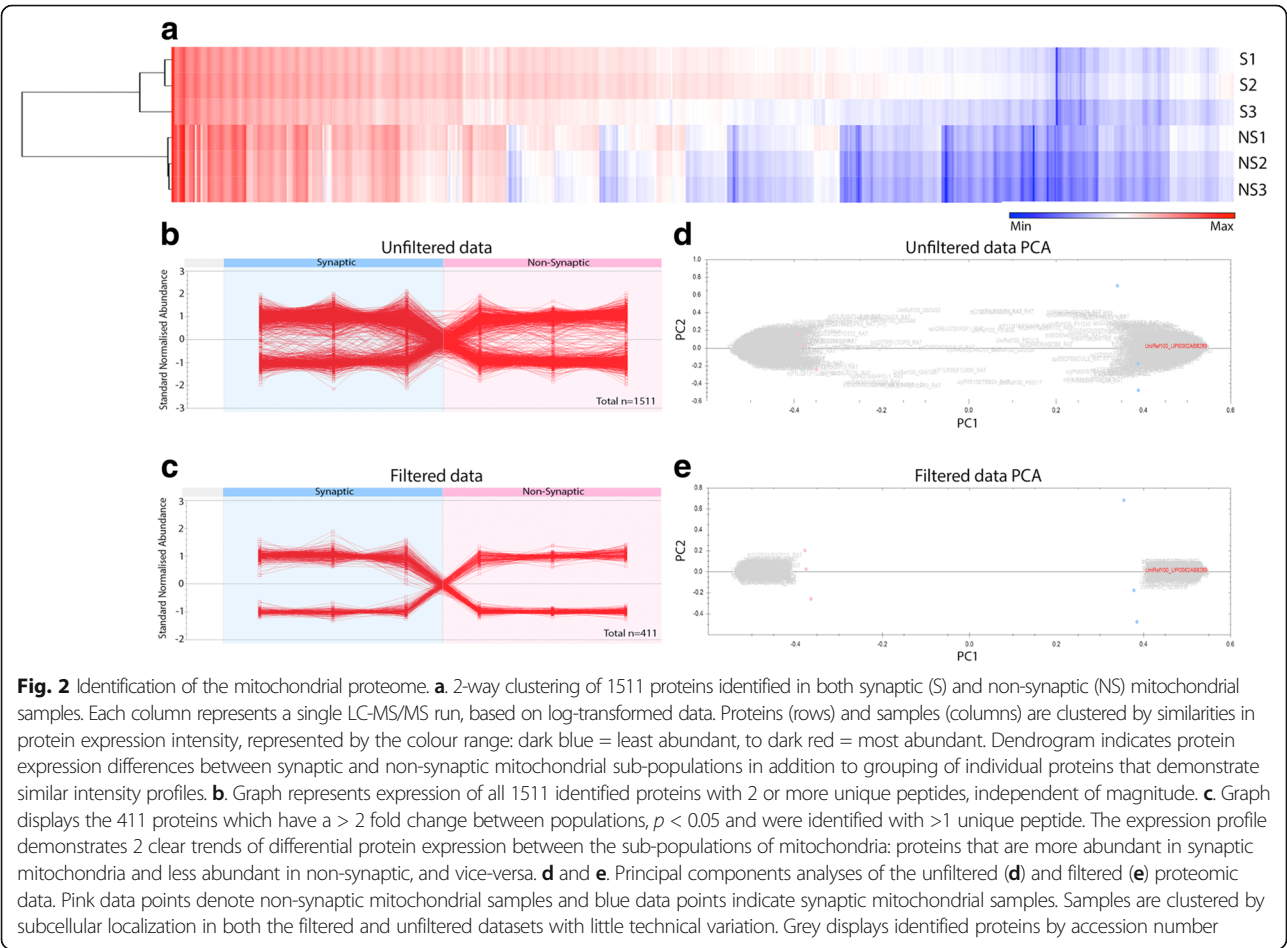 a
S1
S2
S3
NS1
NS2
NS3
Min Max
b
Unfiltered data
Synaptic Non-Synaptic
Standard Normalised Abundance
3
2
1
0
-1
-2
-3
Total n=1511
d
Unfiltered data PCA
PC2
1.0
0.8
0.6
0.4
0.2
0.0
-0.2
-0.4
-0.6
-0.4 -0.2 0.0 0.2 0.4 0.6
PC1
c
Filtered data
Synaptic Non-Synaptic
Standard Normalised Abundance
3
2
1
0
-1
-2
Total n=411
e
Filtered data PCA
PC2
0.8
0.6
0.4
0.2
0.0
-0.2
-0.4
-0.4 -0.2 0.0 0.2 0.4 0.6
PC1
Fig. 2 Identification of the mitochondrial proteome. a. 2-way clustering of 1511 proteins identified in both synaptic (S) and non-synaptic (NS) mitochondrial
samples. Each column represents a single LC-MS/MS run, based on log-transformed data. Proteins (rows) and samples (columns) are clustered by similarities in
protein expression intensity, represented by the colour range: dark blue = least abundant, to dark red = most abundant. Dendrogram indicates protein
expression differences between synaptic and non-synaptic mitochondrial sub-populations in addition to grouping of individual proteins that demonstrate
similar intensity profiles. b. Graph represents expression of all 1511 identified proteins with 2 or more unique peptides, independent of magnitude. c. Graph
displays the 411 proteins which have a > 2 fold change between populations, p < 0.05 and were identified with >1 unique peptide. The expression profile
demonstrates 2 clear trends of differential protein expression between the sub-populations of mitochondria: proteins that are more abundant in synaptic
mitochondria and less abundant in non-synaptic, and vice-versa. d and e. Principal components analyses of the unfiltered (d) and filtered (e) proteomic
data. Pink data points denote non-synaptic mitochondrial samples and blue data points indicate synaptic mitochondrial samples. Samples are clustered by
subcellular localization in both the filtered and unfiltered datasets with little technical variation. Grey displays identified proteins by accession number